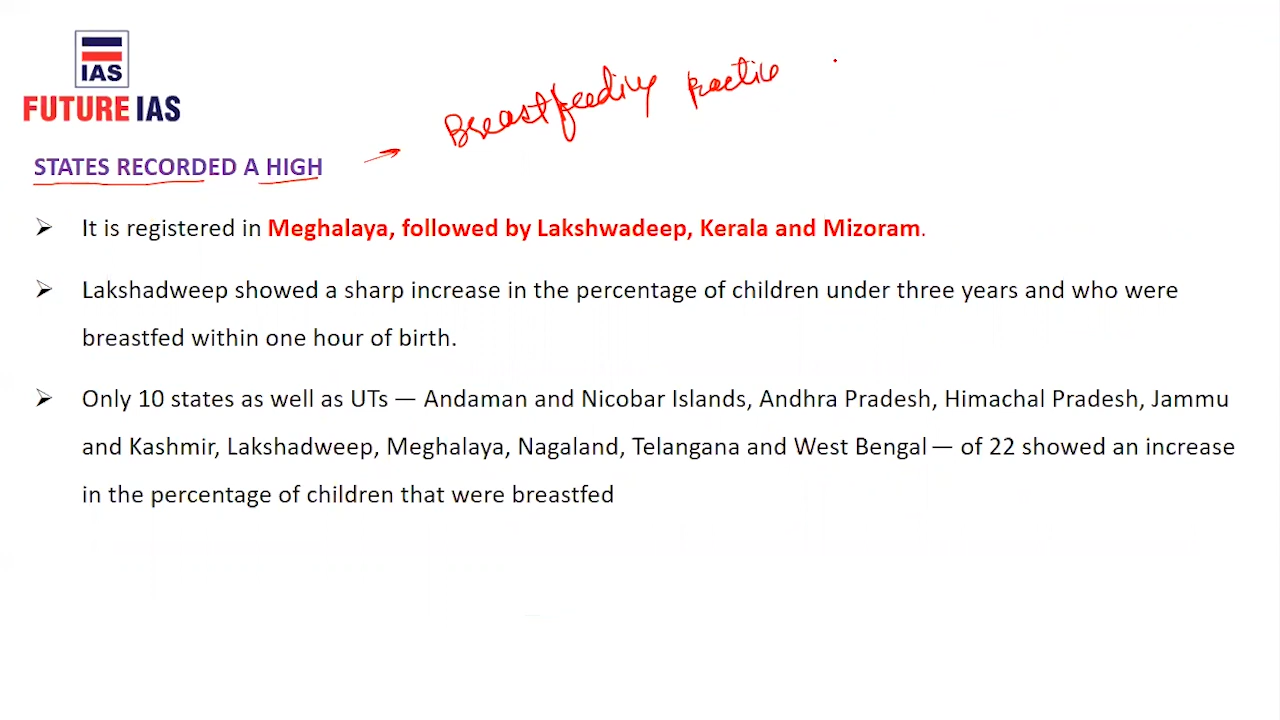 IAS
FUTURE IAS
Breastfeeding Practice
STATES RECORDED A HIGH
It is registered in Meghalaya, followed by Lakshwadeep, Kerala and Mizoram.
Lakshadweep showed a sharp increase in the percentage of children under three years and who were
breastfed within one hour of birth.
Only 10 states as well as UTs — Andaman and Nicobar Islands, Andhra Pradesh, Himachal Pradesh, Jammu
and Kashmir, Lakshadweep, Meghalaya, Nagaland, Telangana and West Bengal — of 22 showed an increase
in the percentage of children that were breastfed